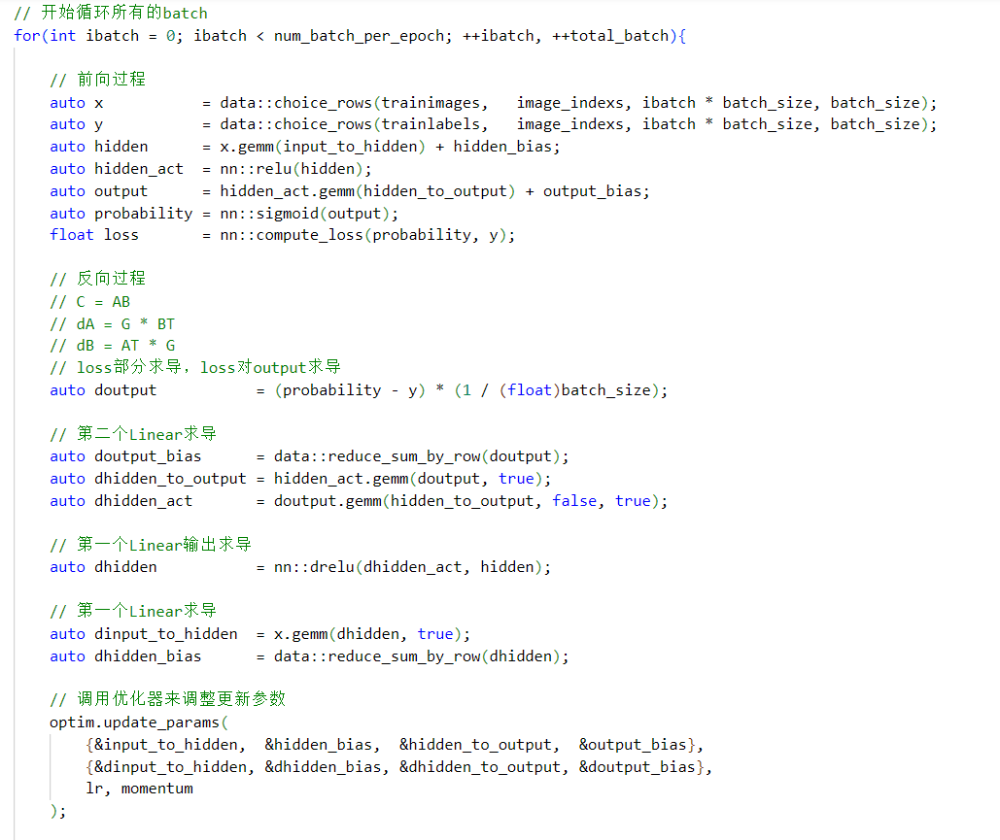 // 开始循环所有的batch
for(int ibatch = 0; ibatch < num_batch_per_epoch; ++ibatch, ++total_batch){
// 前向过程
auto x           = data::choice_rows(trainimages,   image_indexs, ibatch * batch_size, batch_size);
auto y           = data::choice_rows(trainlabels,   image_indexs, ibatch * batch_size, batch_size);
auto hidden      = x.gemm(input_to_hidden) + hidden_bias;
auto hidden_act  = nn::relu(hidden);
auto output      = hidden_act.gemm(hidden_to_output) + output_bias;
auto probability = nn::sigmoid(output);
float loss       = nn::compute_loss(probability, y);
// 反向过程
// C = AB
// dA = G * BT
// dB = AT * G
// loss部分求导，loss对output求导
auto doutput           = (probability - y) * (1 / (float)batch_size);
// 第二个Linear求导
auto doutput_bias      = data::reduce_sum_by_row(doutput);
auto dhidden_to_output = hidden_act.gemm(doutput, true);
auto dhidden_act       = doutput.gemm(hidden_to_output, false, true);
// 第一个Linear输出求导
auto dhidden           = nn::drelu(dhidden_act, hidden);
// 第一个Linear求导
auto dinput_to_hidden  = x.gemm(dhidden, true);
auto dhidden_bias      = data::reduce_sum_by_row(dhidden);
// 调用优化器来调整更新参数
optim.update_params(
{&input_to_hidden,  &hidden_bias,  &hidden_to_output,  &output_bias},
{&dinput_to_hidden, &dhidden_bias, &dhidden_to_output, &doutput_bias},
lr, momentum
);